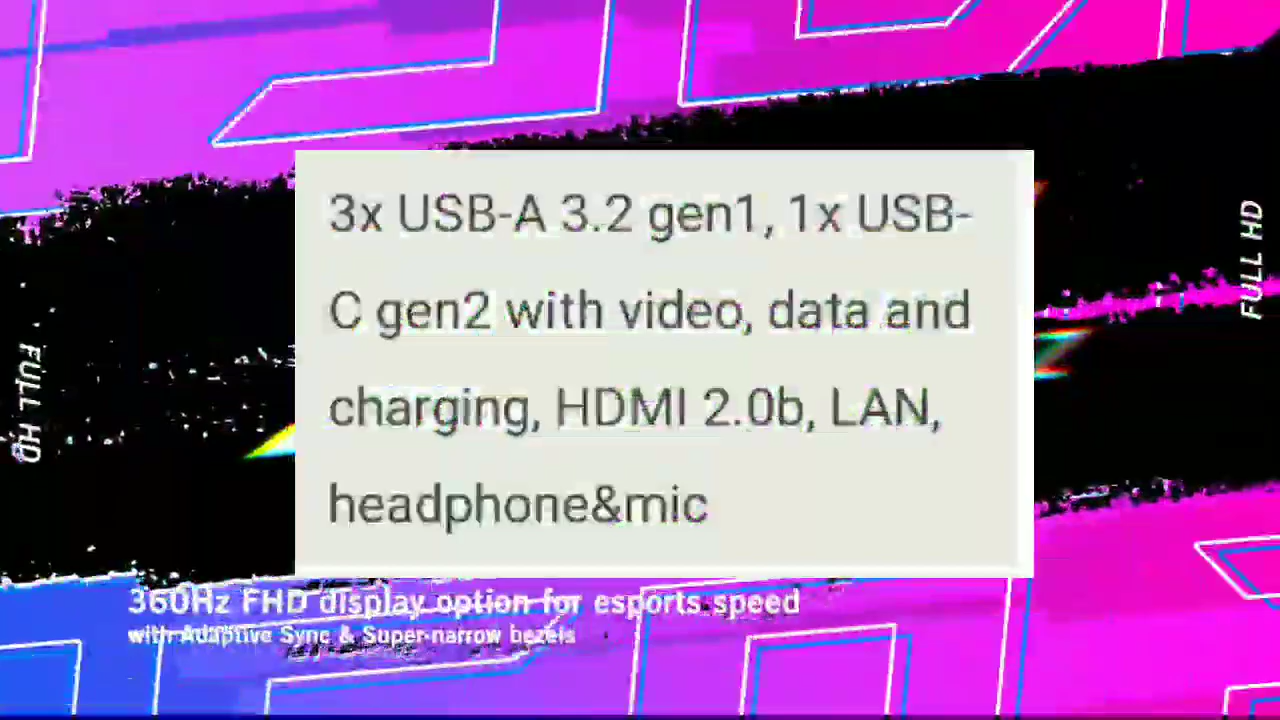 3x USB-A 3.2 gen1, 1x USB-
C gen2 with video, data and
charging, HDMI 2.0b, LAN,
headphone&mic
FULL HD
FULL HD
360Hz FHD display option for esports speed
with Adaptive Sync & Super-narrow bezels